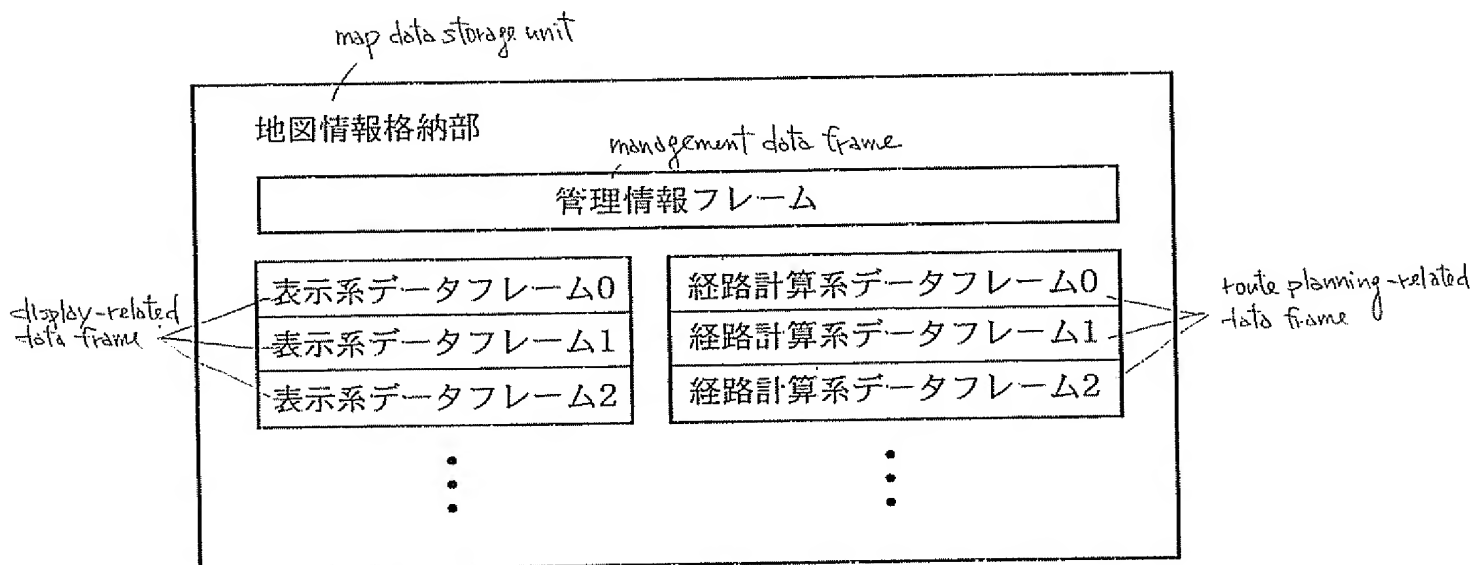 map data storage unit
地図情報格納部
management data frame
管理情報フレーム
表示系データフレーム0
表示系データフレーム1
表示系データフレーム2
経路計算系データフレーム0
経路計算系データフレーム1
経路計算系データフレーム2
display-related
data frame
route planning-related
data frame